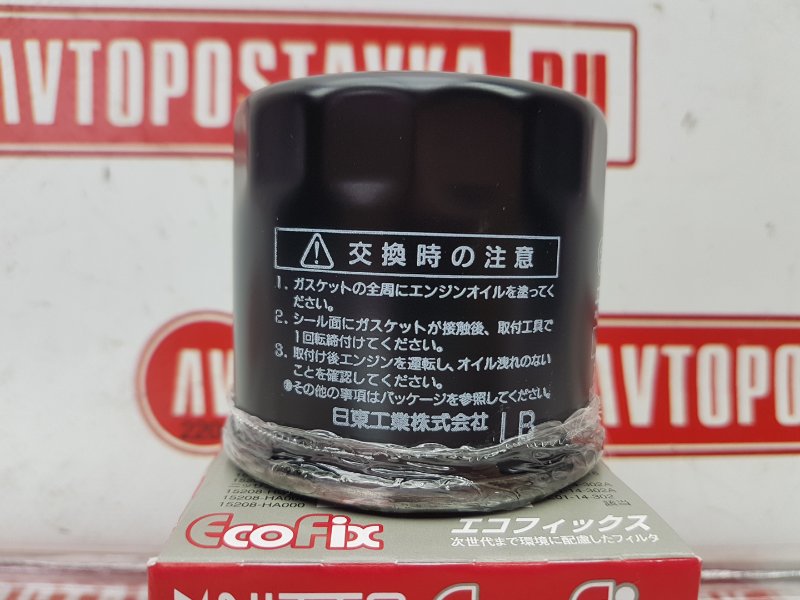 AVTOPOSTAVKA.RU
交換時の注意
1. ガスケットの全周にエンジンオイルを塗ってく
ださい。
2. シール面にガスケットが接触後、取付工具で
1回転締付けてください。
3. 取付け後エンジンを運転し、オイル洩れのない
ことを確認してください。
その他の事項はパッケージを参照してください。
日東工業株式会社 LB
AVTOPO
15208-HA000
01-14-302
該当
EcoFix エコフィックス
次世代まで環境に配慮したフィルタ